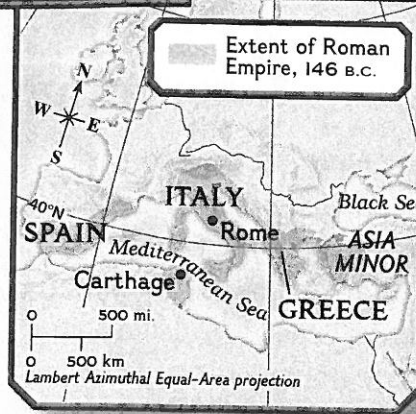 Extent of Roman
Empire, 146 B.C.
N
W
E
S
40°N
ITALY
Rome
Black Se
SPAIN
Mediterranean Sea
ASIA
MINOR
Carthage
GREECE
0 500 mi.
0 500 km
Lambert Azimuthal Equal-Area projection